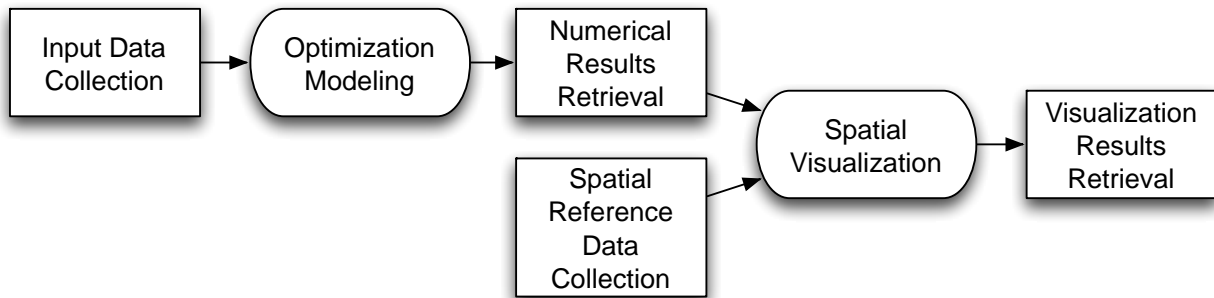 Input Data
Collection
Optimization
Modeling
Numerical
Results
Retrieval
Spatial
Reference
Data
Collection
Spatial
Visualization
Visualization
Results
Retrieval